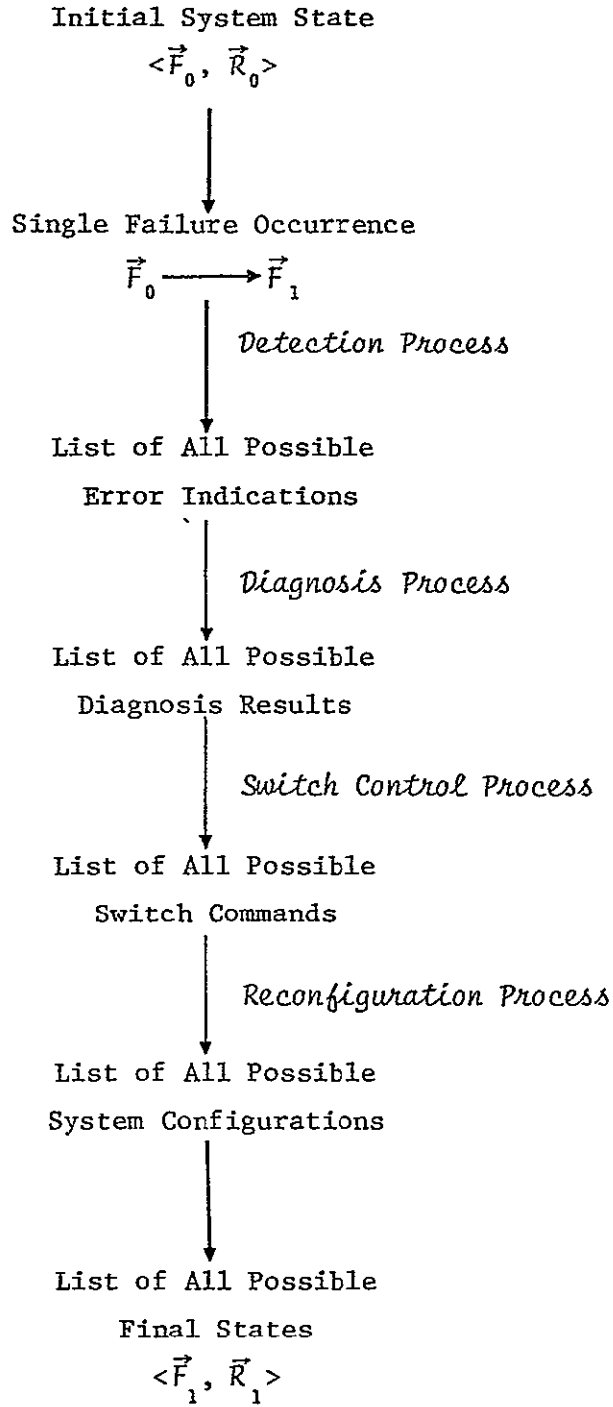 Initial System State
<F⃗₀, R⃗₀>
Single Failure Occurrence
F⃗₀ ⟶ F⃗₁
Detection Process
List of All Possible
Error Indications
Diagnosis Process
List of All Possible
Diagnosis Results
Switch Control Process
List of All Possible
Switch Commands
Reconfiguration Process
List of All Possible
System Configurations
List of All Possible
Final States
<F⃗₁, R⃗₁>